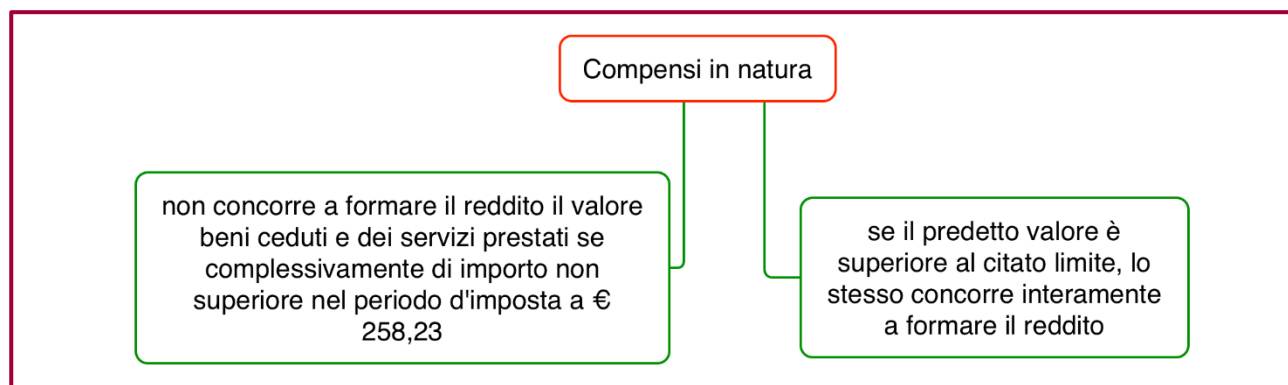 Compensi in natura
non concorre a formare il reddito il valore
beni ceduti e dei servizi prestati se
complessivamente di importo non
superiore nel periodo d'imposta a €
258,23
se il predetto valore è
superiore al citato limite, lo
stesso concorre interamente
a formare il reddito